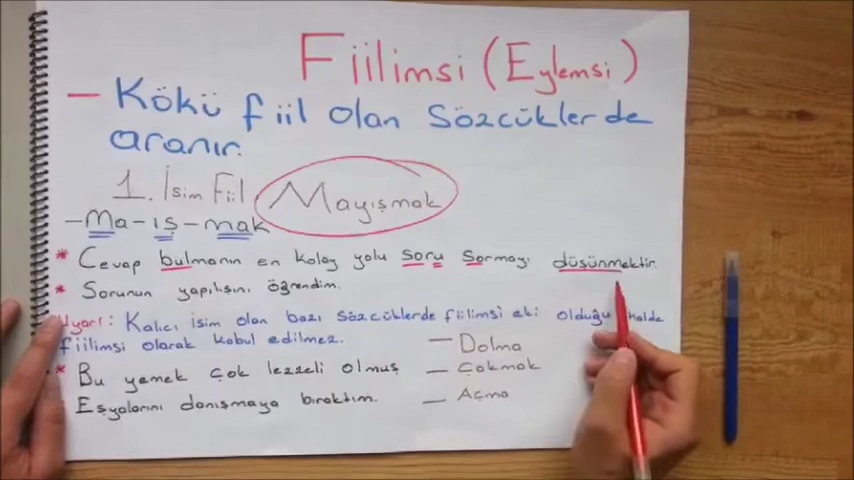 Fiilimsi (Eylemsi)
— Kökü fiil olan Sözcüklerde
aranır.
1. İsim Fiil Mayışmak
-Ma-ış-mak
* Cevap bulmanın en kolay yolu soru sormayı düşünmektir.
* Sorunun yapılışını öğrendim.
Uyarı: Kalıcı isim olan bazı sözcüklerde fiilimsi eki olduğu halde
fiilimsi olarak kabul edilmez.
* Bu yemek çok lezzeli olmuş
Eşyalarını danışmaya bıraktım.
— Dolma
— Çakmak
— Açma